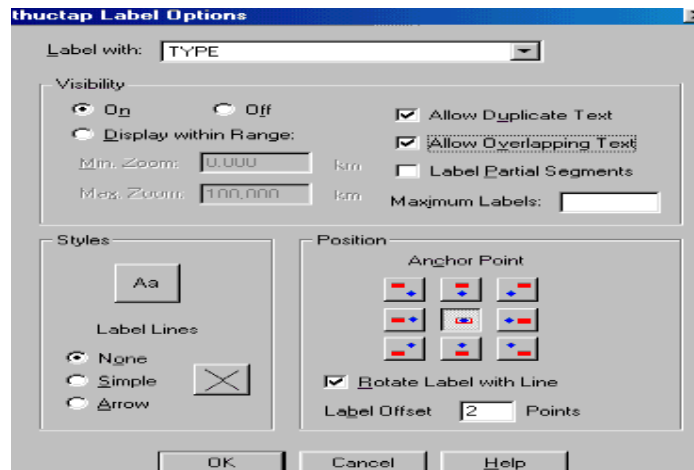 thuctap Label Options
Label with: TYPE
Visibility
On Off
Display within Range:
Min. Zoom: 0.000 km
Max. Zoom: 100,000 km
Allow Duplicate Text
Allow Overlapping Text
Label Partial Segments
Maximum Labels:
Styles
Aa
Label Lines
None
Simple
Arrow
Position
Anchor Point
Rotate Label with Line
Label Offset 2 Points
OK Cancel Help